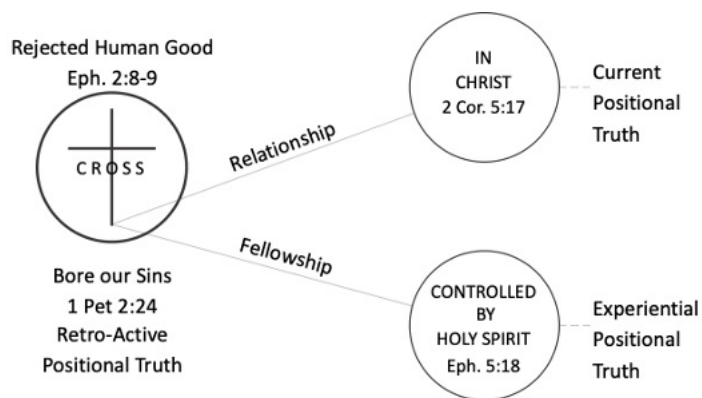 Rejected Human Good
Eph. 2:8-9
CROSS
Bore our Sins
1 Pet 2:24
Retro-Active
Positional Truth
Relationship
Fellowship
IN
CHRIST
2 Cor. 5:17
Current
Positional
Truth
CONTROLLED
BY
HOLY SPIRIT
Eph. 5:18
Experiential
Positional
Truth